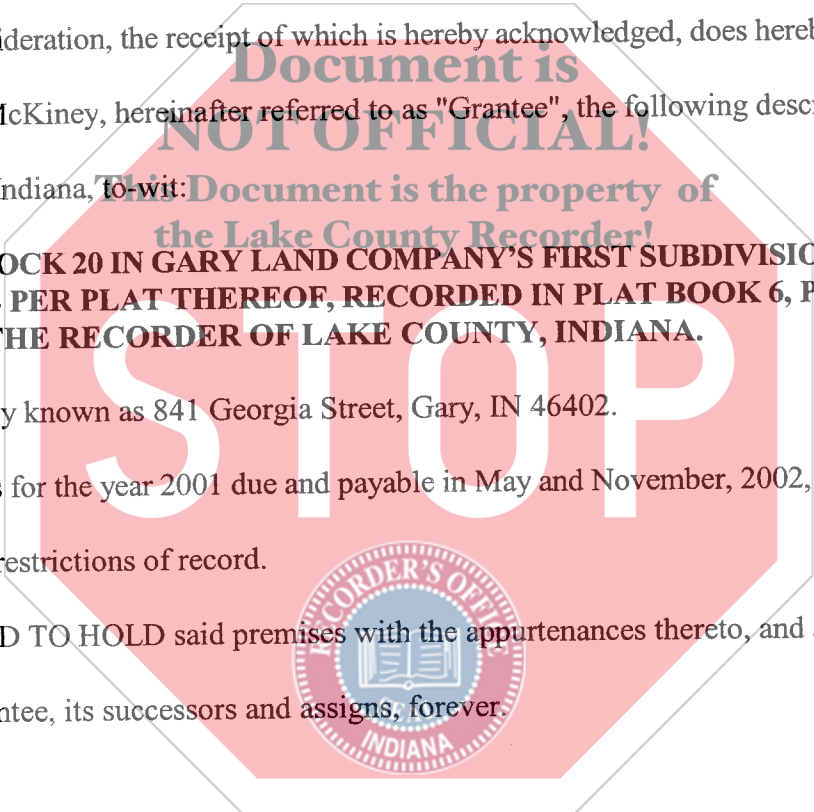 ideration, the receipt of which is hereby acknowledged, does hereb
Document is
McKiney, hereinafter referred to as "Grantee", the following descr
NOT OFFICIAL!
Indiana, to-wit:
This Document is the property of
the Lake County Recorder!
OCK 20 IN GARY LAND COMPANY'S FIRST SUBDIVISIO
PER PLAT THEREOF, RECORDED IN PLAT BOOK 6, P
THE RECORDER OF LAKE COUNTY, INDIANA.
STOP
y known as 841 Georgia Street, Gary, IN 46402.
s for the year 2001 due and payable in May and November, 2002,
restrictions of record.
RECORDER'S OFFICE
D TO HOLD said premises with the appurtenances thereto, and
SEAL
ntee, its successors and assigns, forever.
INDIANA